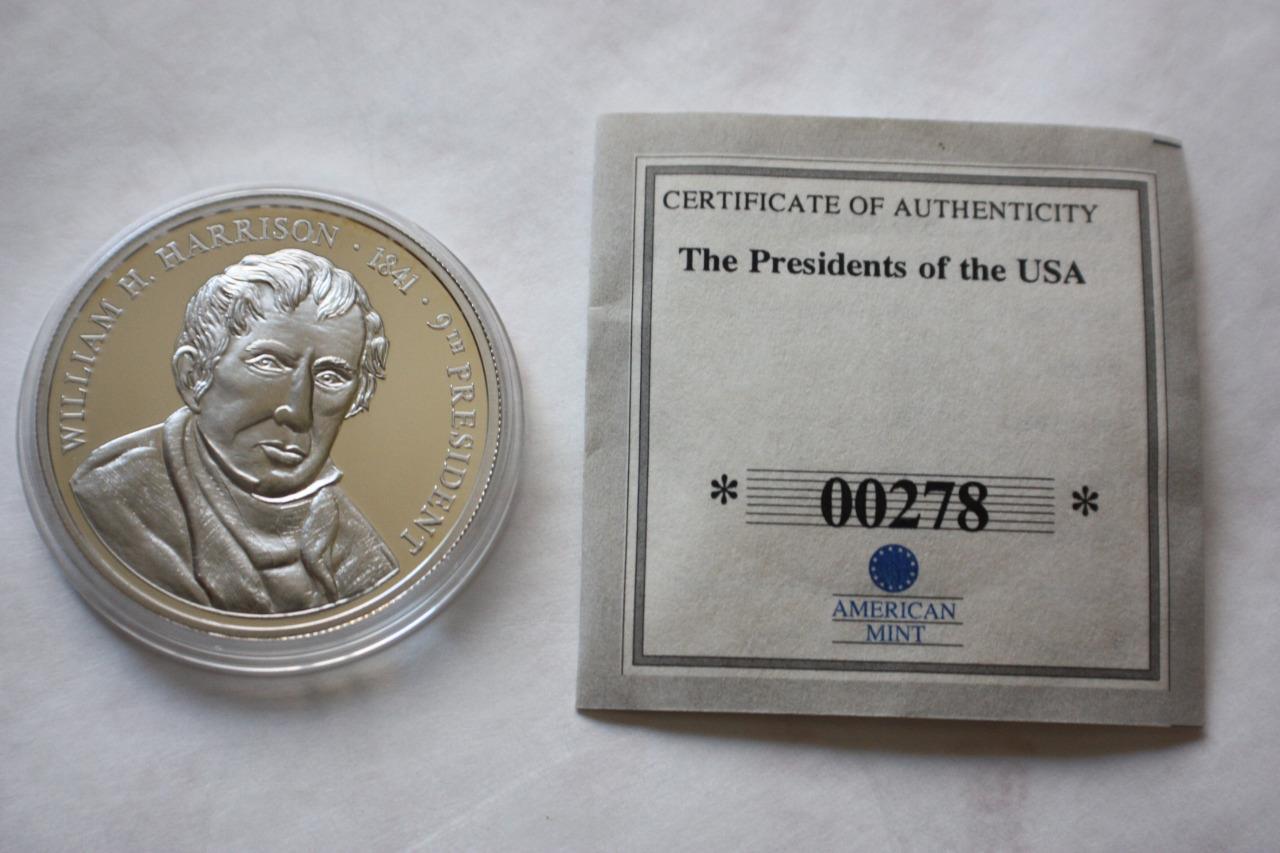 WILLIAM H. HARRISON · 1841 · 9TH PRESIDENT
CERTIFICATE OF AUTHENTICITY
The Presidents of the USA
* 00278 *
AMERICAN
MINT